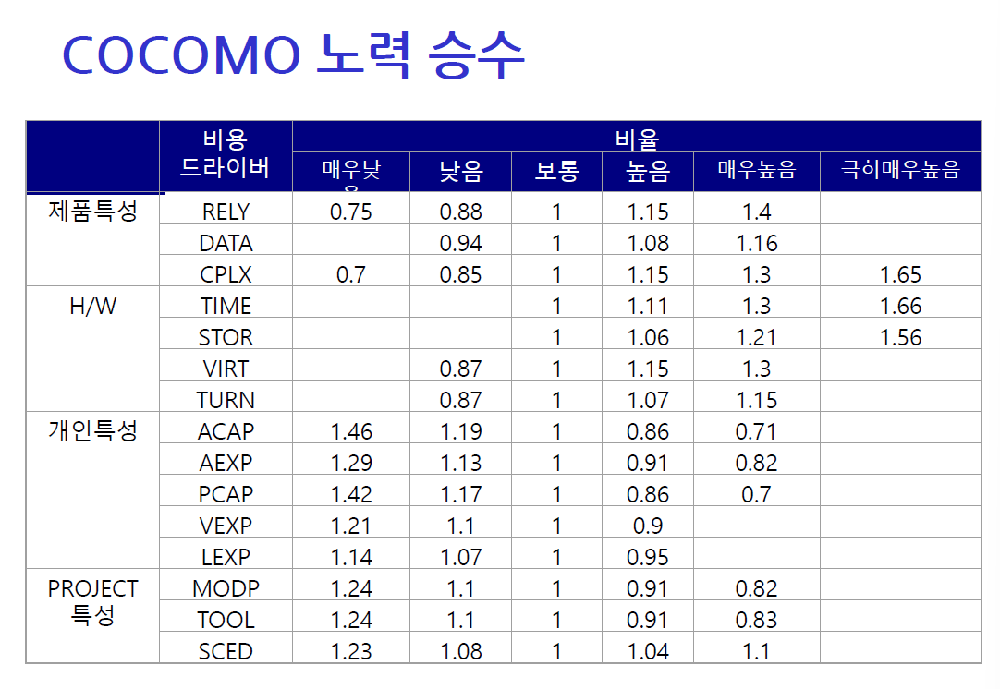 COCOMO 노력 승수
비용
드라이버
비율
매우낮
낮음 보통 높음 매우높음 극히매우높음
제품특성 RELY 0.75 0.88 1 1.15 1.4
DATA 0.94 1 1.08 1.16
CPLX 0.7 0.85 1 1.15 1.3 1.65
H/W TIME 1 1.11 1.3 1.66
STOR 1 1.06 1.21 1.56
VIRT 0.87 1 1.15 1.3
TURN 0.87 1 1.07 1.15
개인특성 ACAP 1.46 1.19 1 0.86 0.71
AEXP 1.29 1.13 1 0.91 0.82
PCAP 1.42 1.17 1 0.86 0.7
VEXP 1.21 1.1 1 0.9
LEXP 1.14 1.07 1 0.95
PROJECT
특성
MODP 1.24 1.1 1 0.91 0.82
TOOL 1.24 1.1 1 0.91 0.83
SCED 1.23 1.08 1 1.04 1.1